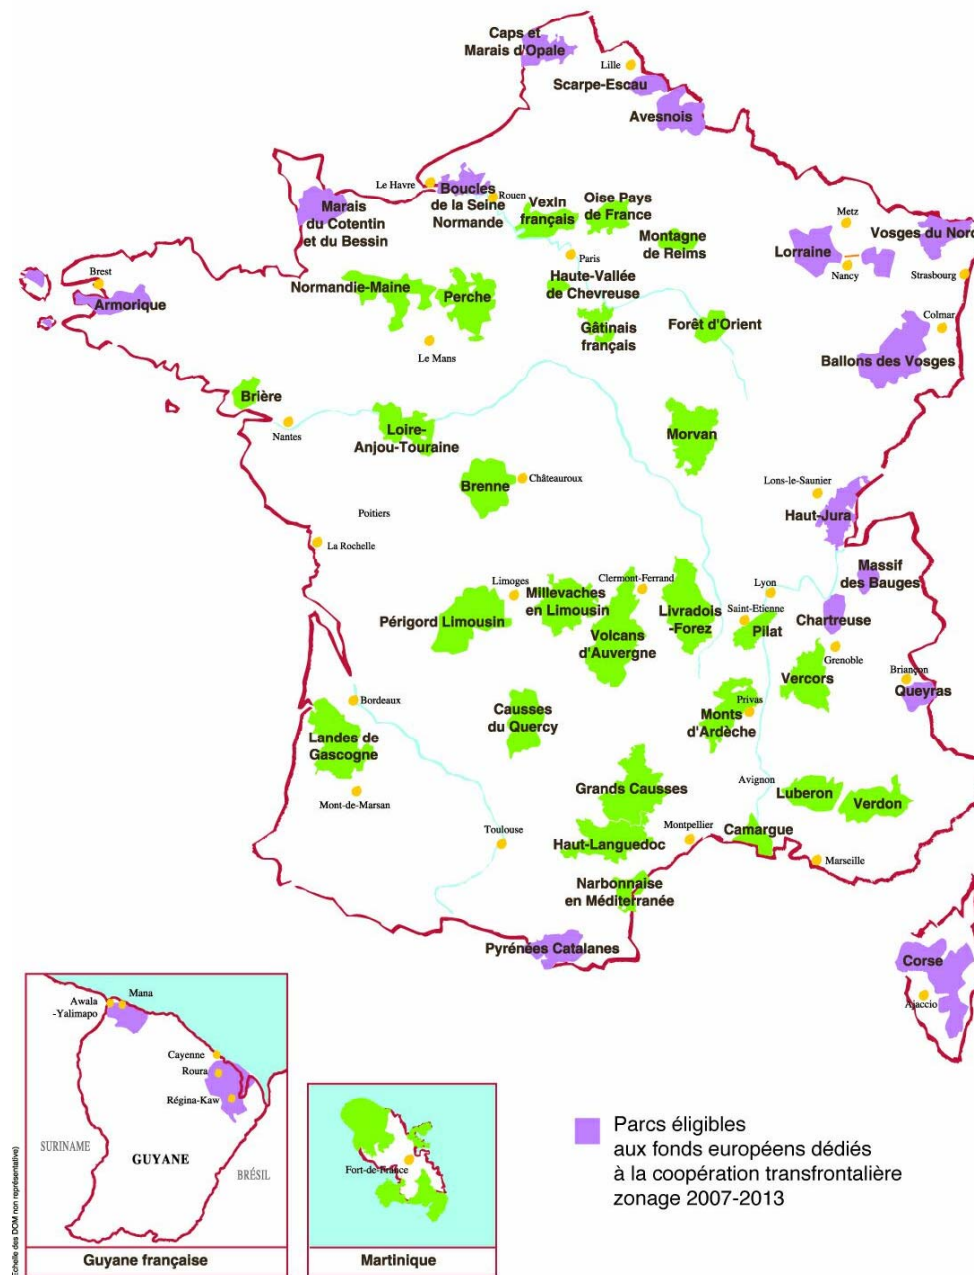 Caps et
Marais d'Opale
Lille
Scarpe-Escau
Avesnois
Le Havre
Boucles
de la Seine
Normande
Rouen
Vexin
français
Oise Pays
de France
Marais
du Cotentin
et du Bessin
Montagne
de Reims
Metz
Vosges du Nord
Lorraine
Nancy
Strasbourg
Paris
Brest
Armorique
Normandie-Maine
Perche
Haute-Vallée
de Chevreuse
Gâtinais
français
Forêt d'Orient
Colmar
Ballons des Vosges
Le Mans
Brière
Nantes
Loire-
Anjou-Touraine
Morvan
Brenne
Châteauroux
Lons-le-Saunier
Haut-Jura
Poitiers
La Rochelle
Massif
des Bauges
Limoges
Périgord Limousin
Millevaches
en Limousin
Clermont-Ferrand
Volcans
d'Auvergne
Livradois
-Forez
Lyon
Saint-Etienne
Pilat
Chartreuse
Grenoble
Vercors
Briançon
Queyras
Bordeaux
Causses
du Quercy
Privas
Monts
d'Ardèche
Landes de
Gascogne
Mont-de-Marsan
Grands Causses
Avignon
Luberon
Verdon
Toulouse
Haut-Languedoc
Montpellier
Camargue
Marseille
Narbonnaise
en Méditerranée
Pyrénées Catalanes
Corse
Ajaccio
Awala
-Yalimapo
Mana
Cayenne
Roura
Régina-Kaw
SURINAME
GUYANE
BRÉSIL
Guyane française
Fort-de-France
Martinique
Parcs éligibles
aux fonds européens dédiés
à la coopération transfrontalière
zonage 2007-2013
Echelle des DOM non représentative)